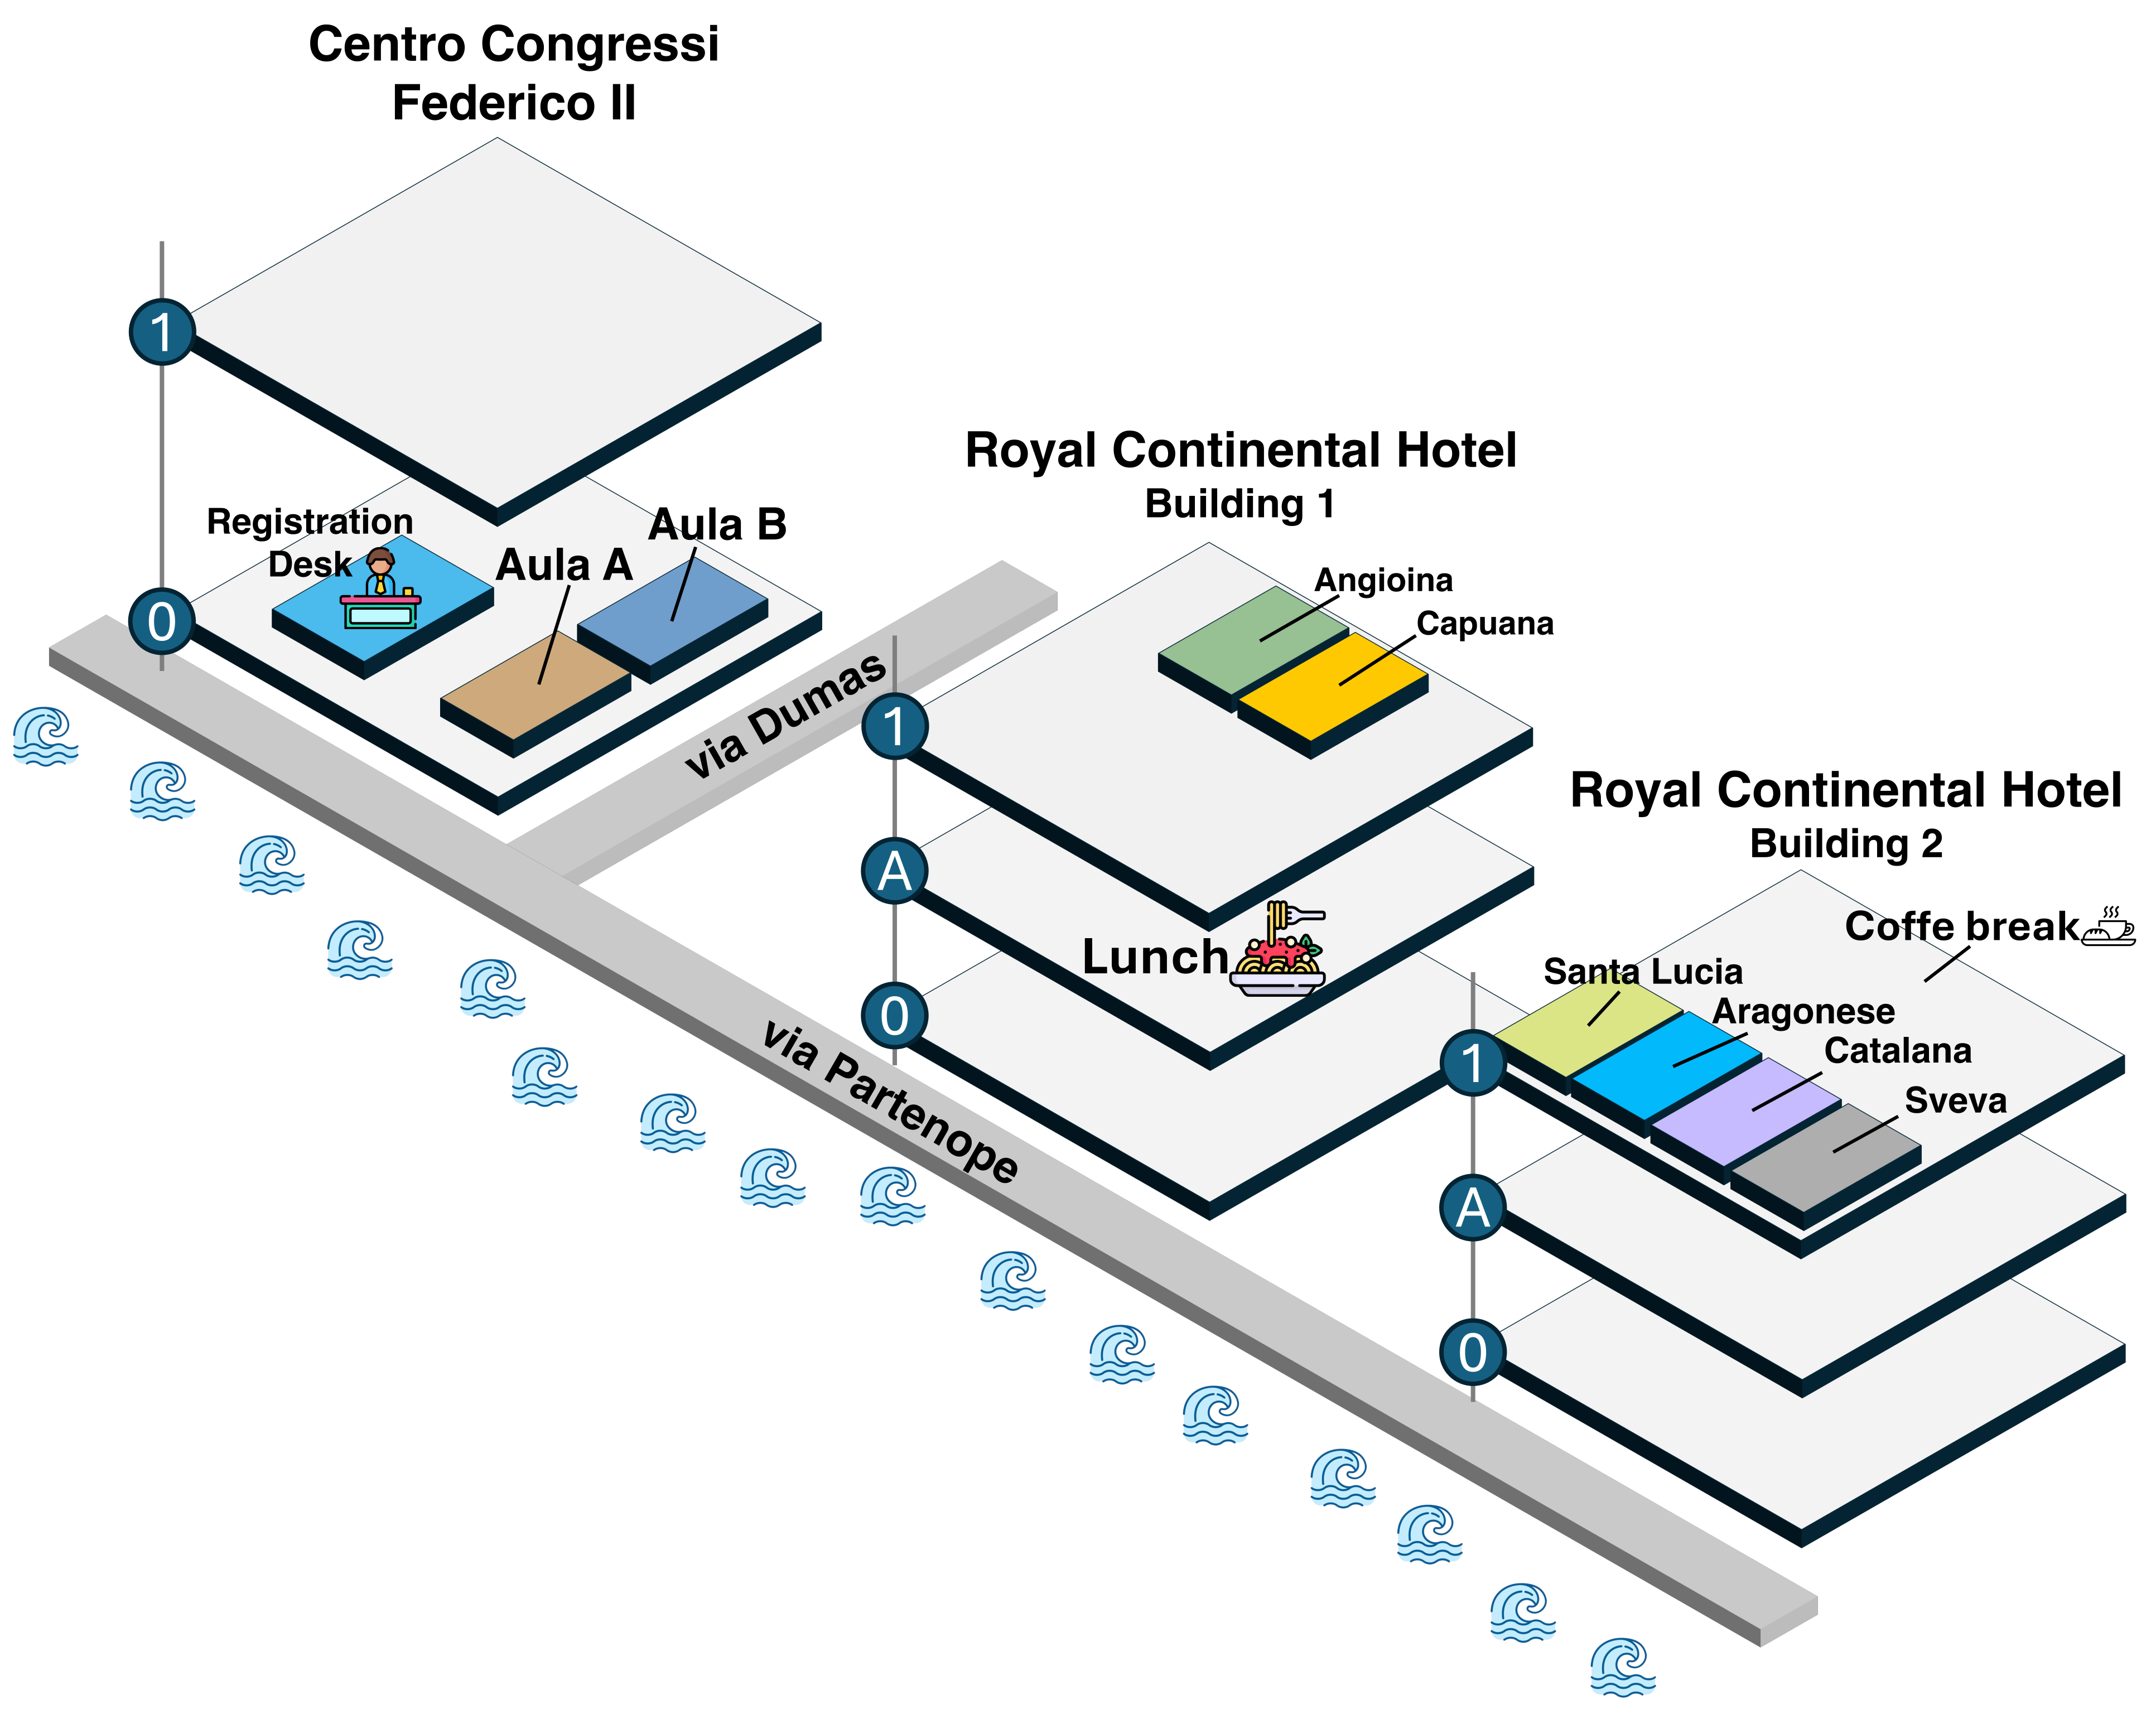 Centro Congressi
Federico II
1
Registration
Desk
Aula A
Aula B
0
via Dumas
via Partenope
Royal Continental Hotel
Building 1
Angioina
Capuana
1
A
Lunch
0
Royal Continental Hotel
Building 2
Coffe break
Santa Lucia
Aragonese
Catalana
Sveva
1
A
0